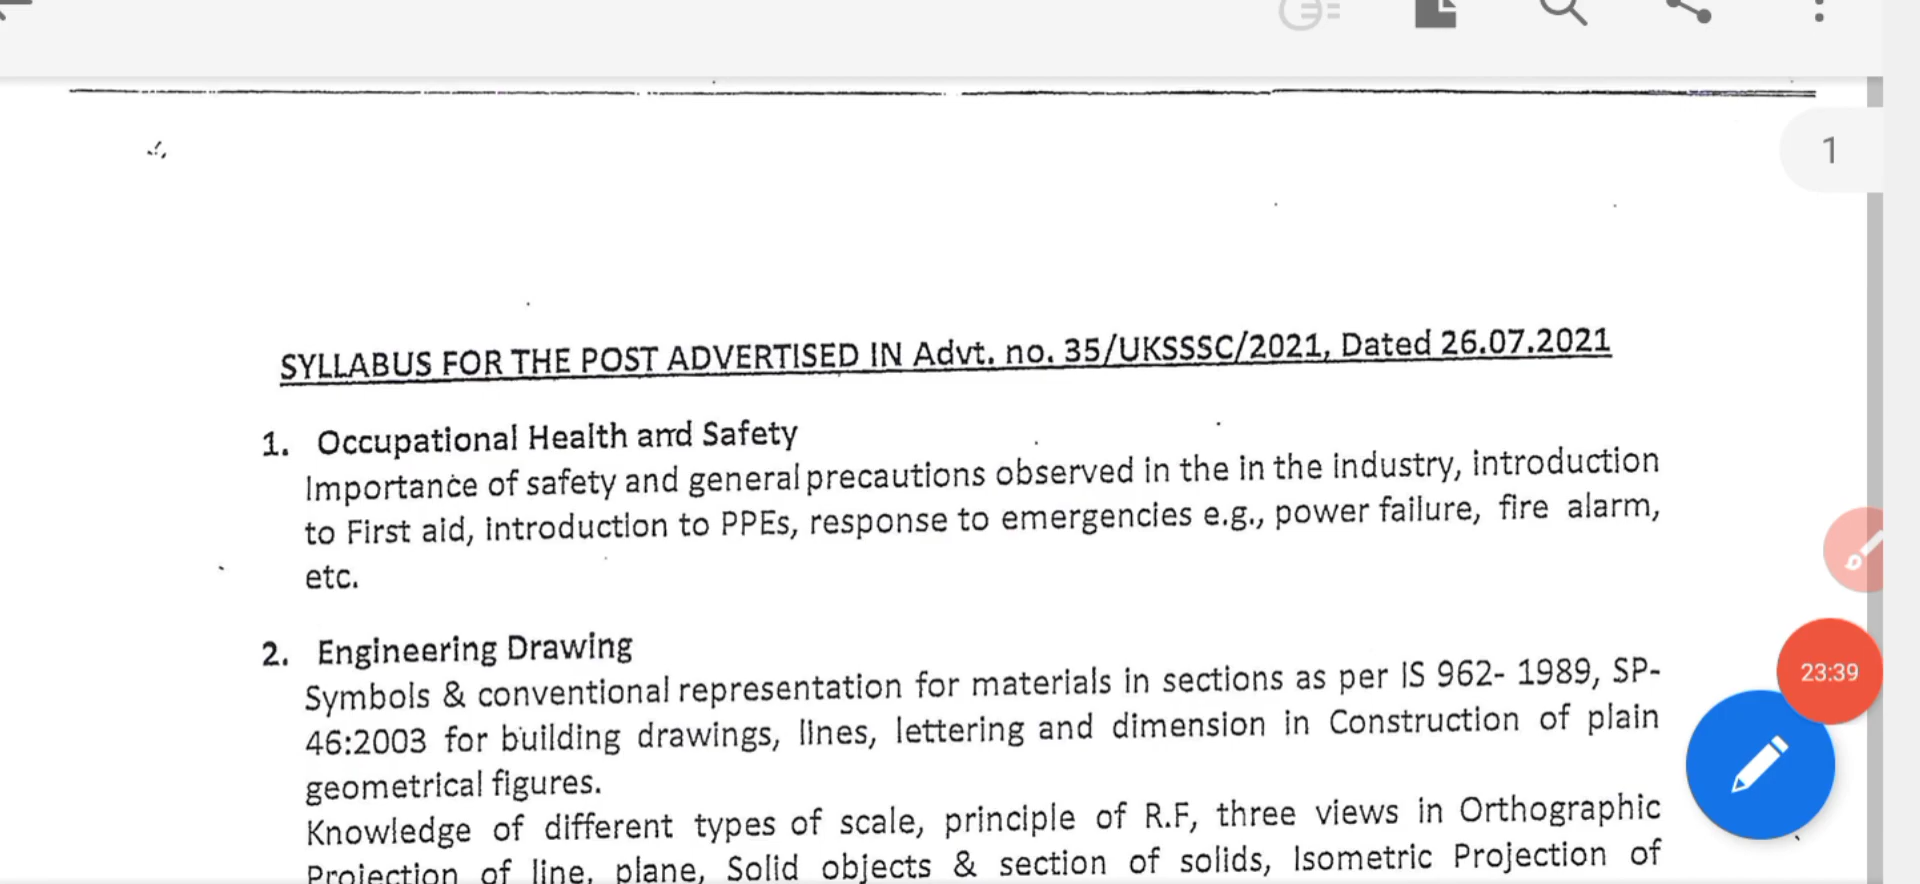 1
SYLLABUS FOR THE POST ADVERTISED IN Advt. no. 35/UKSSSC/2021, Dated 26.07.2021
1. Occupational Health and Safety
Importance of safety and general precautions observed in the in the industry, introduction
to First aid, introduction to PPEs, response to emergencies e.g., power failure, fire alarm,
etc.
23:39
2. Engineering Drawing
Symbols & conventional representation for materials in sections as per IS 962- 1989, SP-
46:2003 for building drawings, lines, lettering and dimension in Construction of plain
geometrical figures.
Knowledge of different types of scale, principle of R.F, three views in Orthographic
Projection of line, plane, Solid objects & section of solids, Isometric Projection of